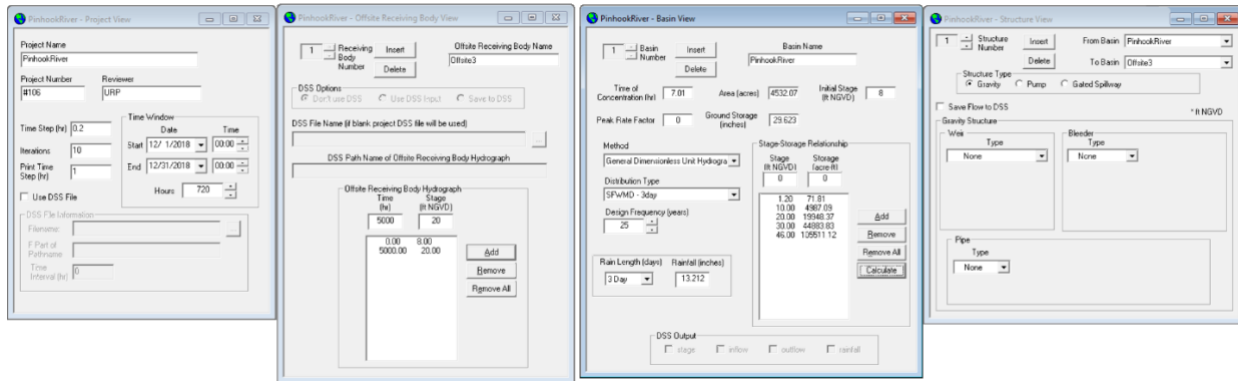 PinhookRiver - Project View
Project Name
PinhookRiver
Project Number Reviewer
#106 URP
Time Step (hr) 0.2
Iterations 10
Print Time Step (hr) 1
Use DSS File
Time Window
Date Time
Start 12/ 1/2018 00:00
End 12/31/2018 00:00
Hours 720
DSS File Information
Filename:
F Part of Pathname
Time Interval (hr) 0
PinhookRiver - Offsite Receiving Body View
1 Receiving Body Number
Insert
Delete
Offsite Receiving Body Name
Offsite3
DSS Options
Don't use DSS Use DSS Input Save to DSS
DSS File Name (if blank project DSS file will be used)
...
DSS Path Name of Offsite Receiving Body Hydrograph
Offsite Receiving Body Hydrograph
Time (hr) Stage (ft NGVD)
5000 20
0.00 8.00
5000.00 20.00
Add
Remove
Remove All
PinhookRiver - Basin View
1 Basin Number
Insert
Delete
Basin Name
PinhookRiver
Time of Concentration (hr) 7.01 Area (acres) 4532.07 Initial Stage (ft NGVD) 8
Peak Rate Factor 0 Ground Storage (inches) 29.623
Method
General Dimensionless Unit Hydrogra
Distribution Type
SFWMD - 3day
Design Frequency (years)
25
Rain Length (days) Rainfall (inches)
3 Day 13.212
Stage-Storage Relationship
Stage (ft NGVD) Storage (acre-ft)
0 0
1.20 71.81
10.00 4987.09
20.00 19948.37
30.00 44883.83
46.00 105511.12
Add
Remove
Remove All
Calculate
DSS Output
stage inflow outflow rainfall
PinhookRiver - Structure View
1 Structure Number
Insert
Delete
From Basin PinhookRiver
To Basin Offsite3
Structure Type
Gravity Pump Gated Spillway
Save Flow to DSS
* ft NGVD
Gravity Structure
Weir
Type
None
Bleeder
Type
None
Pipe
Type
None